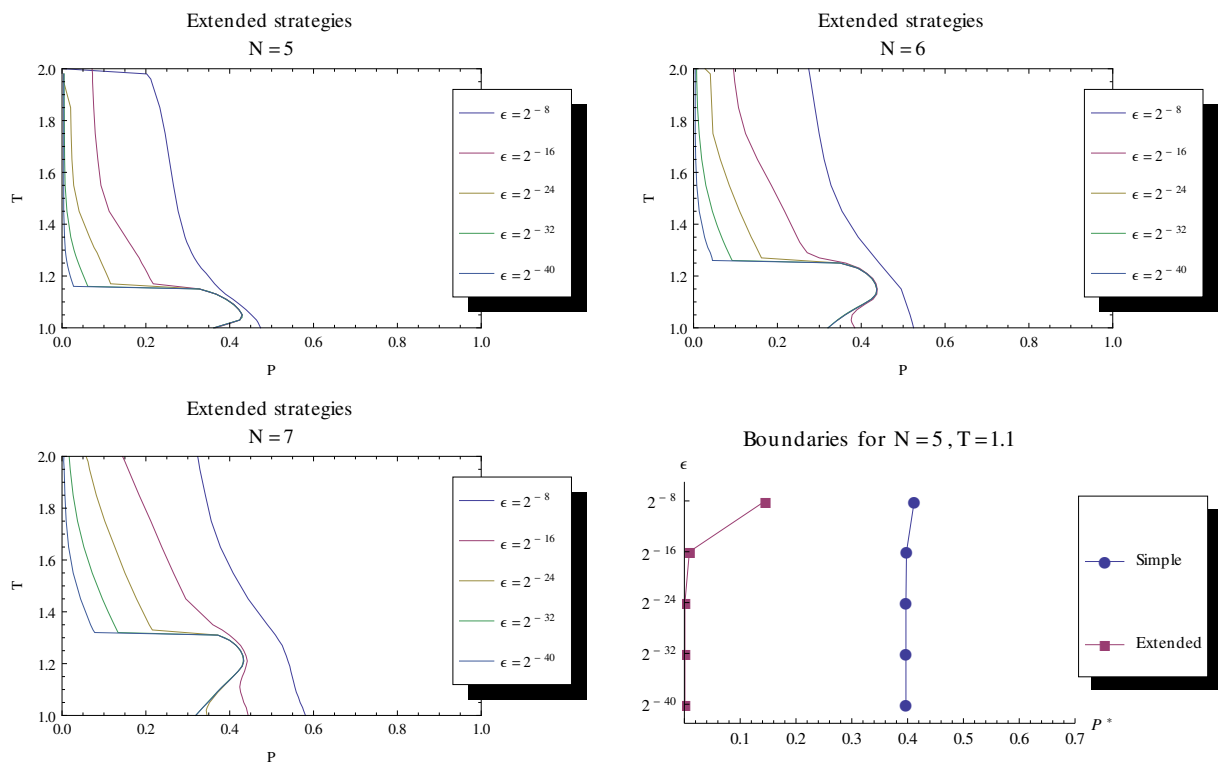 Extended strategies
N = 5
2.0
1.8
1.6
1.4
1.2
1.0
T
0.0 0.2 0.4 0.6 0.8 1.0
P
ϵ = 2^-8
ϵ = 2^-16
ϵ = 2^-24
ϵ = 2^-32
ϵ = 2^-40
Extended strategies
N = 6
2.0
1.8
1.6
1.4
1.2
1.0
T
0.0 0.2 0.4 0.6 0.8 1.0
P
ϵ = 2^-8
ϵ = 2^-16
ϵ = 2^-24
ϵ = 2^-32
ϵ = 2^-40
Extended strategies
N = 7
2.0
1.8
1.6
1.4
1.2
1.0
T
0.0 0.2 0.4 0.6 0.8 1.0
P
ϵ = 2^-8
ϵ = 2^-16
ϵ = 2^-24
ϵ = 2^-32
ϵ = 2^-40
Boundaries for N = 5 , T = 1.1
ϵ
2^-8
2^-16
2^-24
2^-32
2^-40
0.1 0.2 0.3 0.4 0.5 0.6 0.7
P*
Simple
Extended